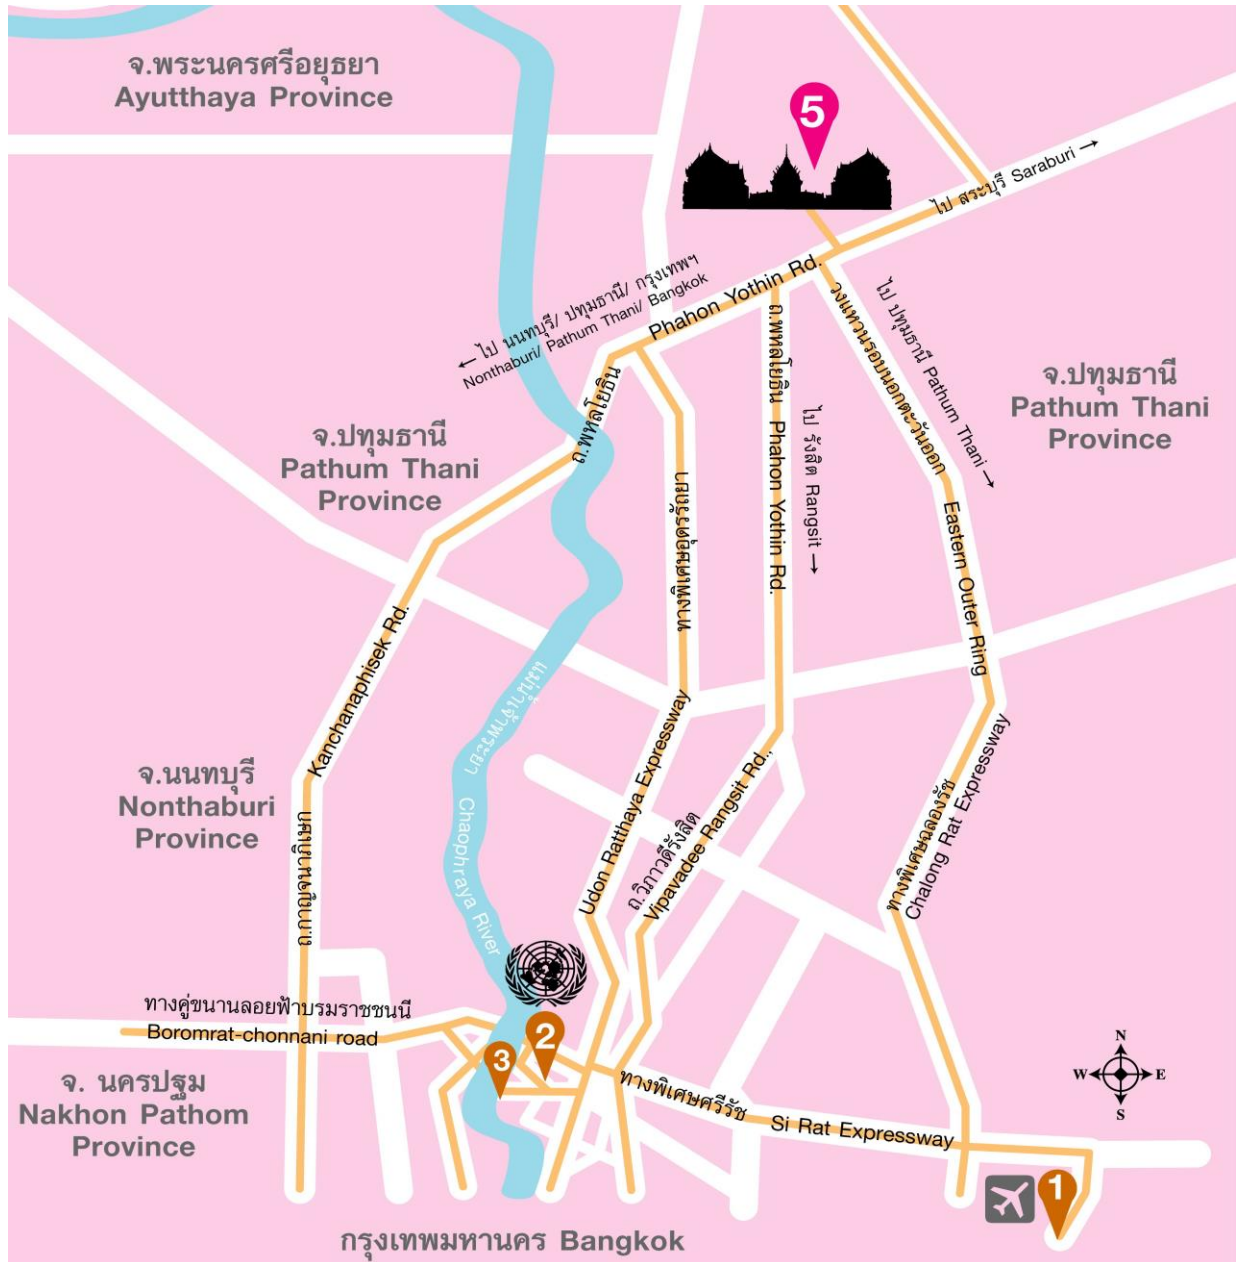 จ.พระนครศรีอยุธยา
Ayutthaya Province
5
ไป สระบุรี Saraburi →
← ไป นนทบุรี/ ปทุมธานี/ กรุงเทพฯ
Nonthaburi/ Pathum Thani/ Bangkok
Phahon Yothin Rd.
ถ.พหลโยธิน
ถ.พหลโยธิน Phahon Yothin Rd.
ไป รังสิต Rangsit →
วงแหวนรอบนอกตะวันออก Eastern Outer Ring
ไป ปทุมธานี Pathum Thani →
จ.ปทุมธานี
Pathum Thani
Province
จ.ปทุมธานี
Pathum Thani
Province
Kanchanaphisek Rd.
ถ.กาญจนาภิเษก
แม่น้ำเจ้าพระยา Chaophraya River
Udon Ratthaya Expressway
ถ.วิภาวดีรังสิต
Vipavadee Rangsit Rd.,
ทางพิเศษฉลองรัช
Chalong Rat Expressway
จ.นนทบุรี
Nonthaburi
Province
ทางคู่ขนานลอยฟ้าบรมราชชนนี
Boromrat-chonnani road
2
3
จ. นครปฐม
Nakhon Pathom
Province
ทางพิเศษศรีรัช Si Rat Expressway
N
W E
S
1
กรุงเทพมหานคร Bangkok